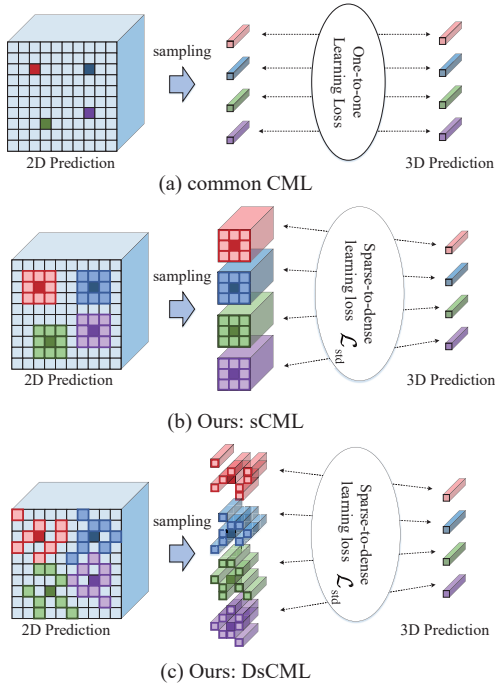 sampling
One-to-one
Learning Loss
2D Prediction
3D Prediction
(a) common CML
sampling
Sparse-to-dense
learning loss
ℒstd
2D Prediction
3D Prediction
(b) Ours: sCML
sampling
Sparse-to-dense
learning loss
ℒstd
2D Prediction
3D Prediction
(c) Ours: DsCML